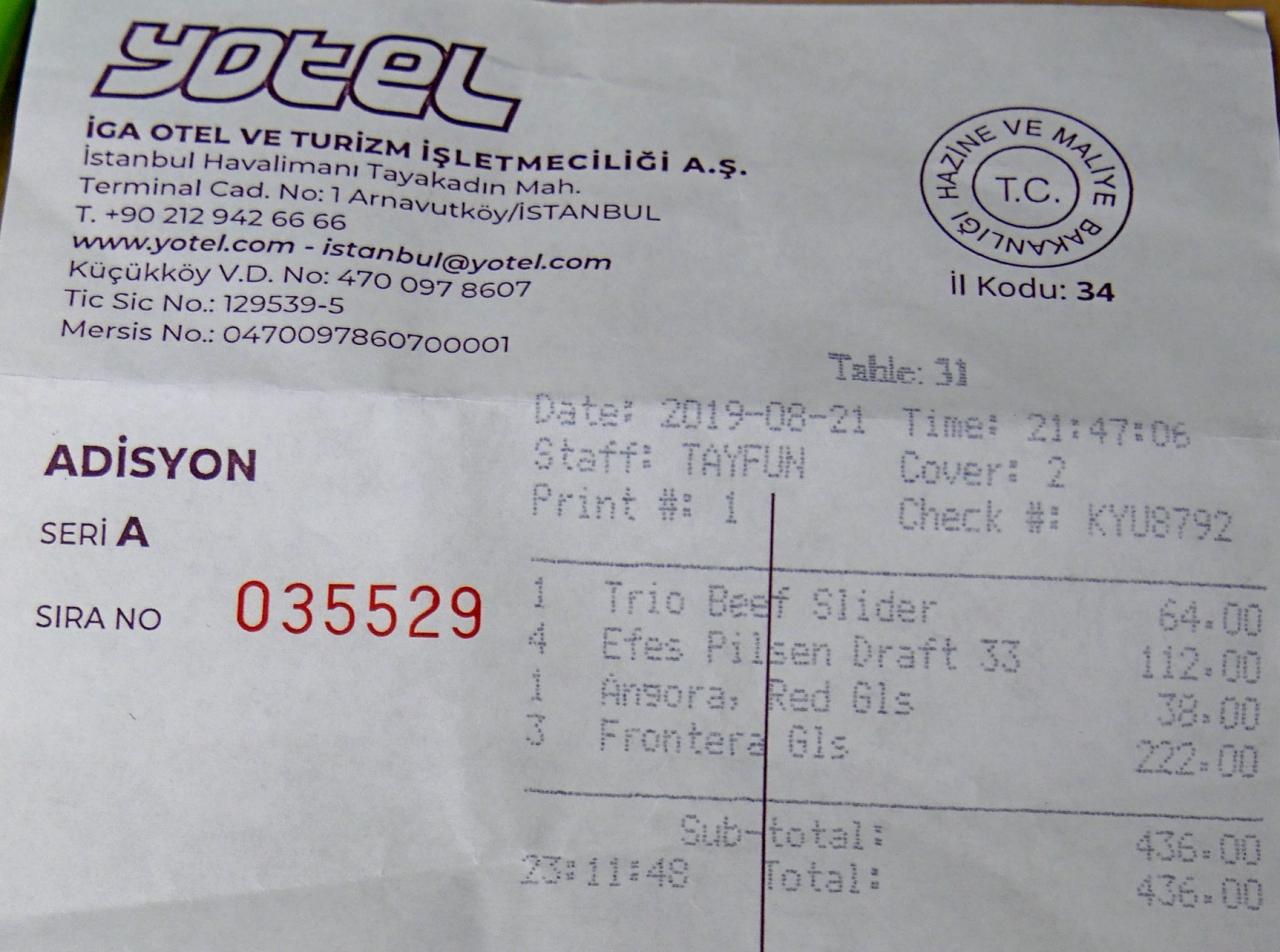 YOTEL
İGA OTEL VE TURİZM İŞLETMECİLİĞİ A.Ş.
İstanbul Havalimanı Tayakadın Mah.
Terminal Cad. No: 1 Arnavutköy/İSTANBUL
T. +90 212 942 66 66
www.yotel.com - istanbul@yotel.com
Küçükköy V.D. No: 470 097 8607
Tic Sic No.: 129539-5
Mersis No.: 0470097860700001
HAZİNE VE MALİYE BAKANLIĞI
T.C.
İl Kodu: 34
Table: 31
Date: 2019-08-21 Time: 21:47:06
Staff: TAYFUN Cover: 2
Print #: 1 Check #: KYU8792
ADİSYON
SERİ A
SIRA NO 035529
1 Trio Beef Slider 64.00
4 Efes Pilsen Draft 33 112.00
1 Angora, Red Gls 38.00
3 Frontera Gls 222.00
Sub-total: 436.00
23:11:48 Total: 436.00